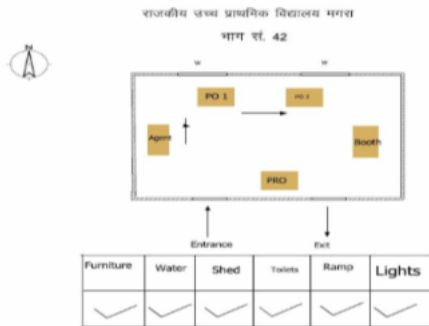 राजकीय उच्च प्राथमिक विद्यालय मगरा
भाग सं. 42
N
W W
PO 1 PO 2
Agent Booth
PRO
Entrance Exit
Furniture Water Shed Toilets Ramp Lights